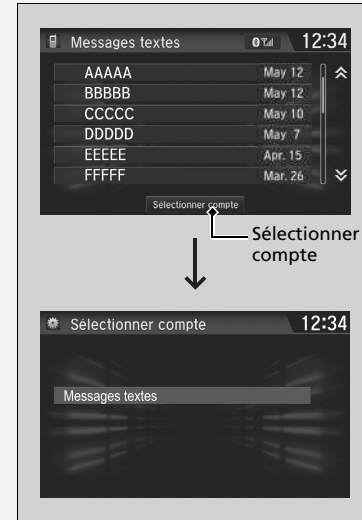 Messages textes 12:34
AAAAA May 12
BBBBB May 12
CCCCC May 10
DDDDD May 7
EEEEE Apr. 15
FFFFF Mar. 26
Sélectionner compte
Sélectionner
compte
Sélectionner compte 12:34
Messages textes